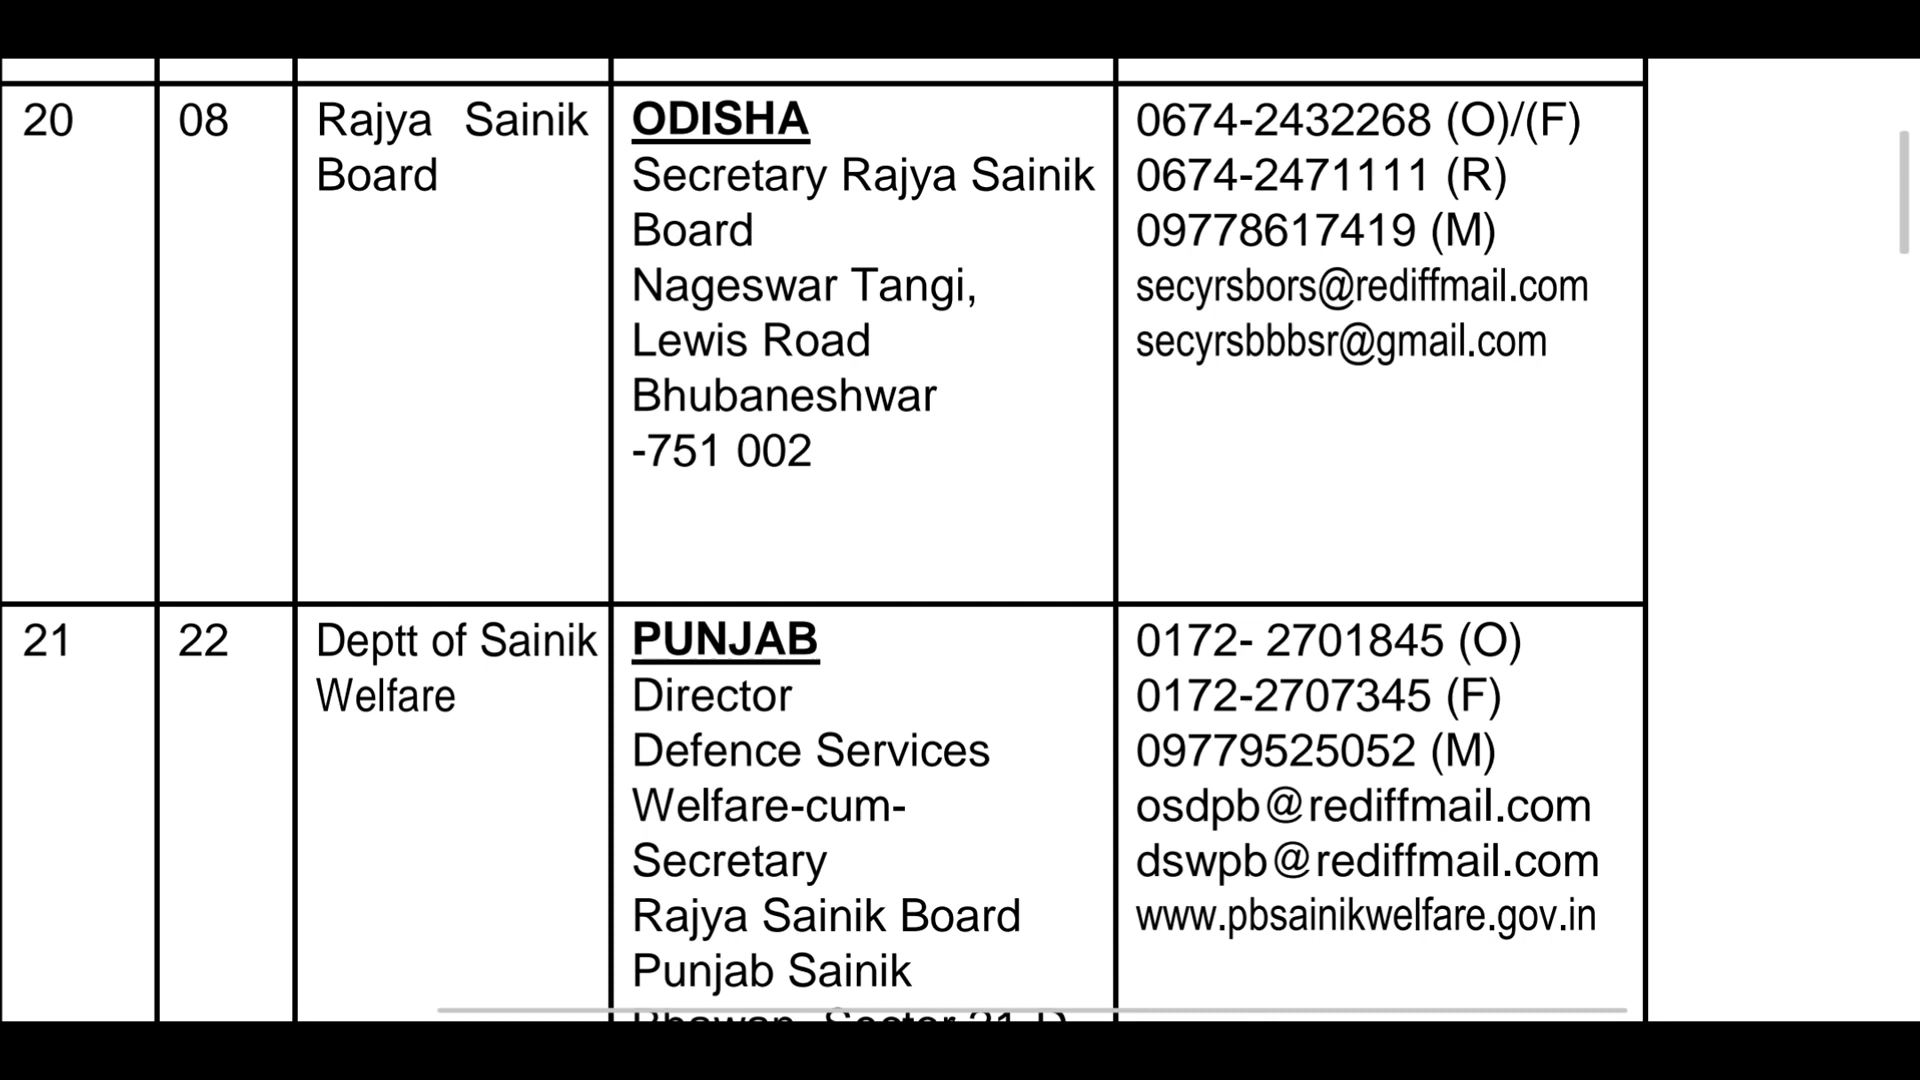 20
08
Rajya Sainik
Board
ODISHA
Secretary Rajya Sainik
Board
Nageswar Tangi,
Lewis Road
Bhubaneshwar
-751 002
0674-2432268 (O)/(F)
0674-2471111 (R)
09778617419 (M)
secyrsbors@rediffmail.com
secyrsbbbsr@gmail.com
21
22
Deptt of Sainik
Welfare
PUNJAB
Director
Defence Services
Welfare-cum-
Secretary
Rajya Sainik Board
Punjab Sainik
0172- 2701845 (O)
0172-2707345 (F)
09779525052 (M)
osdpb@rediffmail.com
dswpb@rediffmail.com
www.pbsainikwelfare.gov.in